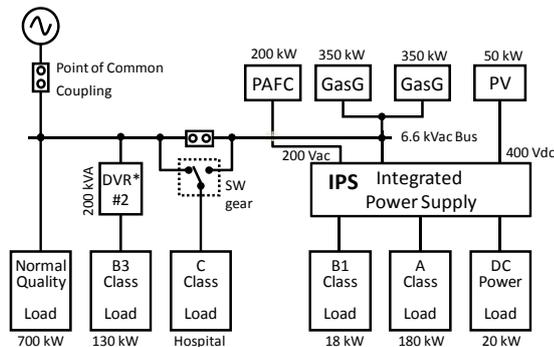 200 kW
350 kW
350 kW
50 kW
Point of Common
Coupling
PAFC
GasG
GasG
PV
6.6 kVac Bus
200 Vac
400 Vdc
200 kVA
DVR*
#2
SW
gear
IPS Integrated
Power Supply
Normal
Quality
Load
B3
Class
Load
C
Class
Load
B1
Class
Load
A
Class
Load
DC
Power
Load
700 kW
130 kW
Hospital
18 kW
180 kW
20 kW